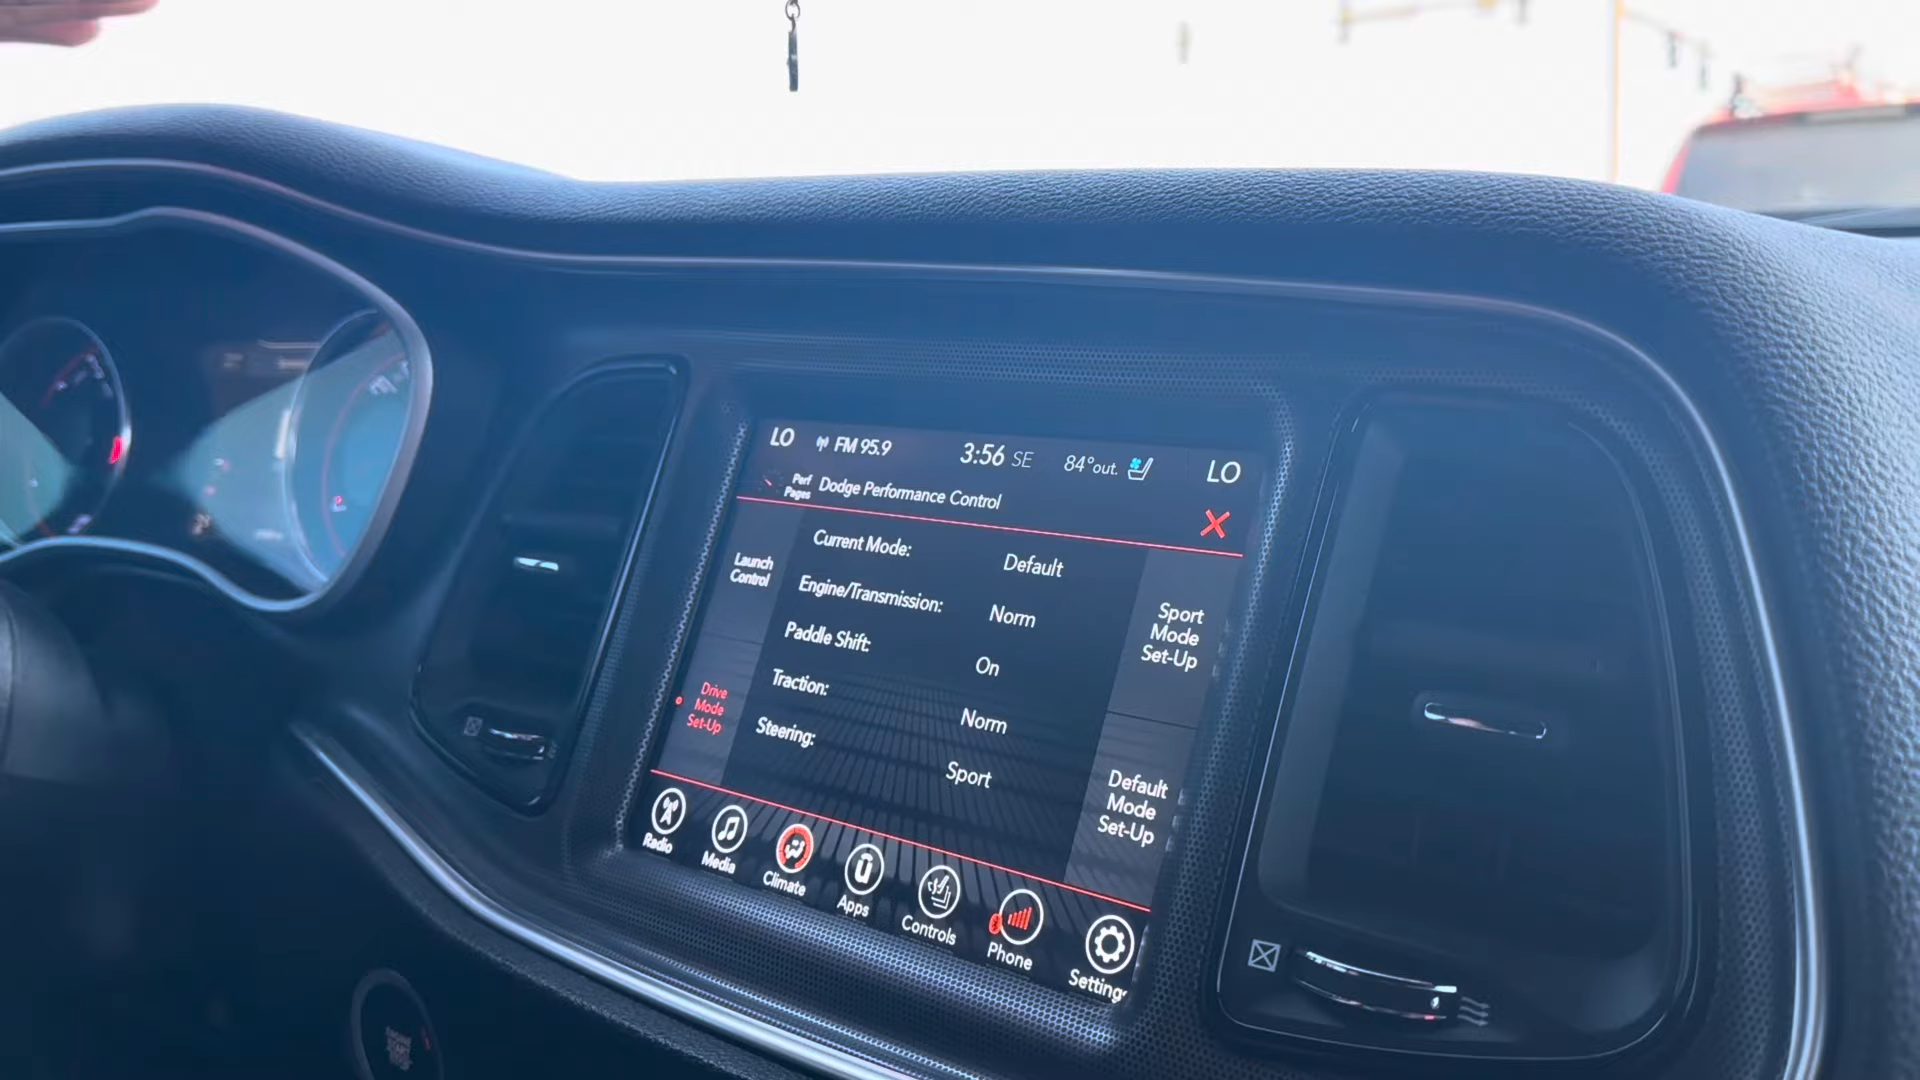 LO FM 95.9 3:56 SE 84°out. LO
Perf
Pages
Dodge Performance Control
Launch
Control
Current Mode: Default
Engine/Transmission: Norm
Paddle Shift: On
Traction: Norm
Steering: Sport
Drive
Mode
Set-Up
Sport
Mode
Set-Up
Default
Mode
Set-Up
Radio Media Climate Apps Controls Phone Settings